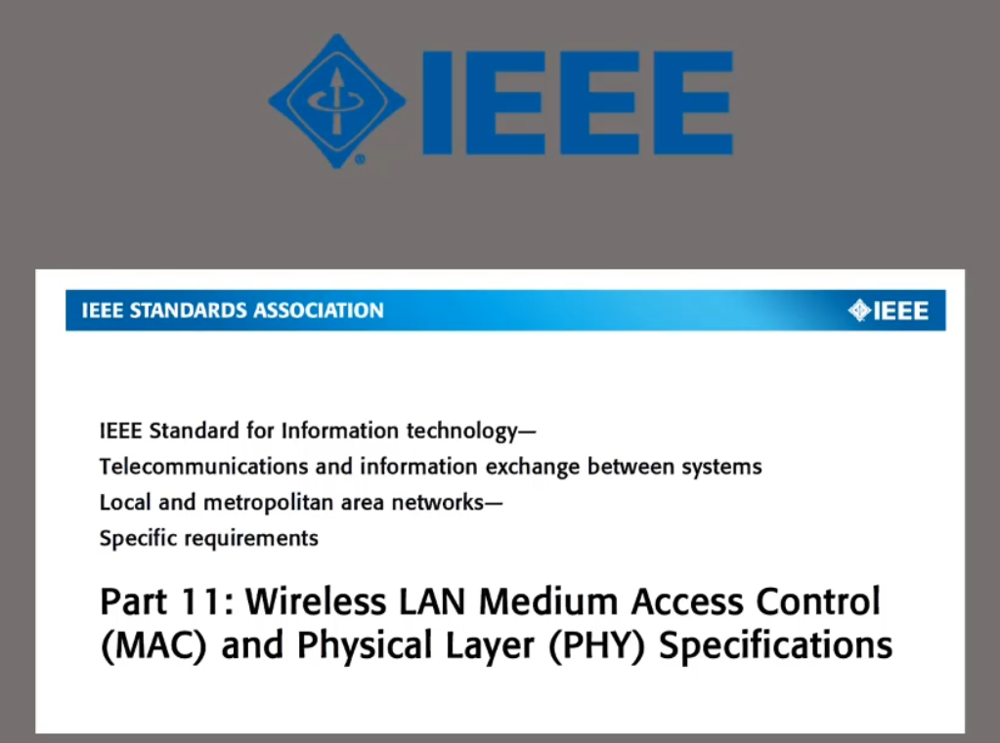 IEEE
IEEE STANDARDS ASSOCIATION
IEEE
IEEE Standard for Information technology—
Telecommunications and information exchange between systems
Local and metropolitan area networks—
Specific requirements
Part 11: Wireless LAN Medium Access Control
(MAC) and Physical Layer (PHY) Specifications